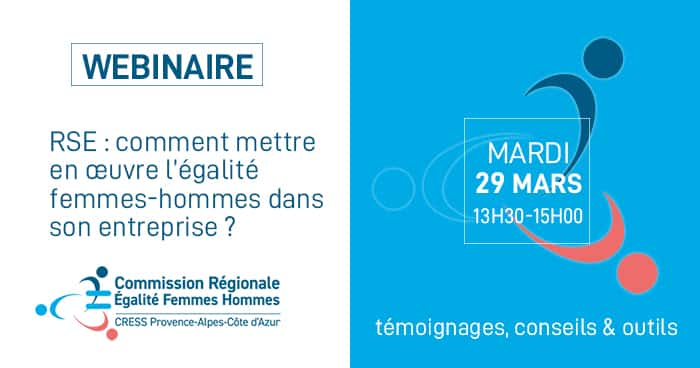 WEBINAIRE
RSE : comment mettre
en œuvre l'égalité
femmes-hommes dans
son entreprise ?
Commission Régionale
Égalité Femmes Hommes
CRESS Provence-Alpes-Côte d'Azur
MARDI
29 MARS
13H30-15H00
témoignages, conseils & outils